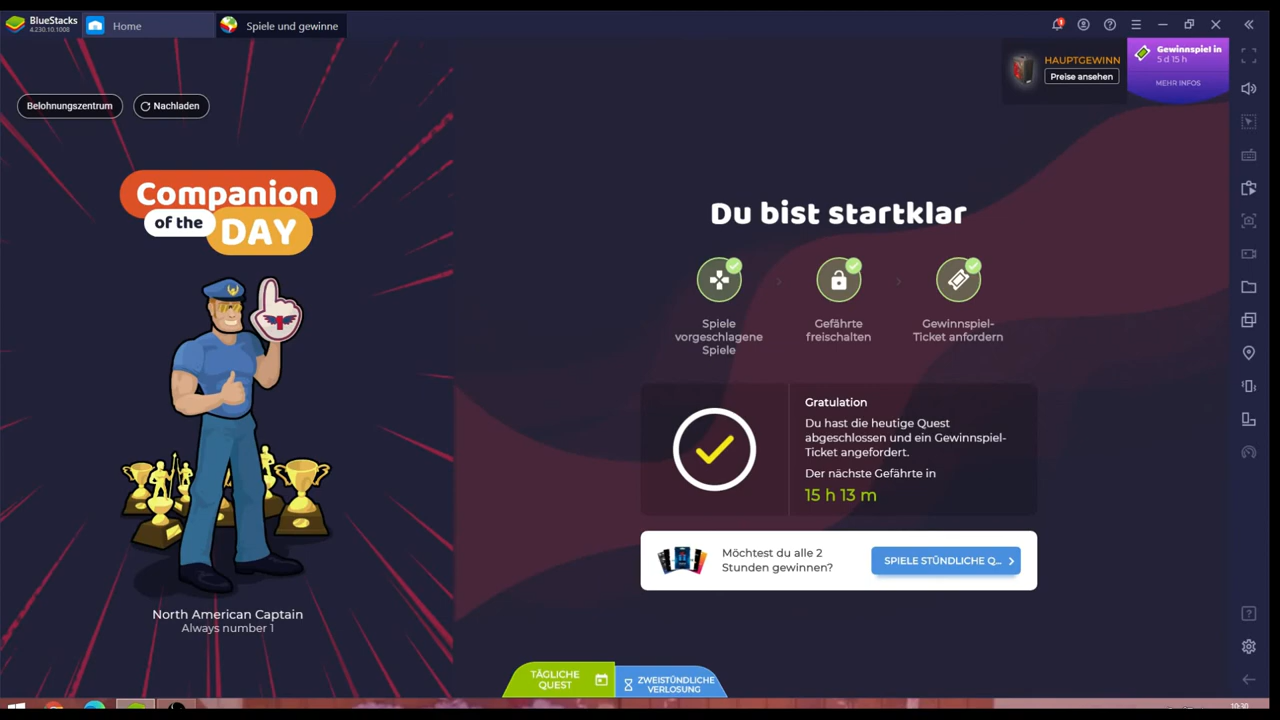 BlueStacks
4.230.10.1008
Home
Spiele und gewinne
HAUPTGEWINN
Preise ansehen
Gewinnspiel in
5 d 15 h
MEHR INFOS
Belohnungszentrum
Nachladen
Companion
of the
DAY
North American Captain
Always number 1
Du bist startklar
Spiele
vorgeschlagene
Spiele
Gefährte
freischalten
Gewinnspiel-
Ticket anfordern
Gratulation
Du hast die heutige Quest
abgeschlossen und ein Gewinnspiel-
Ticket angefordert.
Der nächste Gefährte in
15 h 13 m
Möchtest du alle 2
Stunden gewinnen?
SPIELE STÜNDLICHE Q...
TÄGLICHE
QUEST
ZWEISTÜNDLICHE
VERLOSUNG
10:30